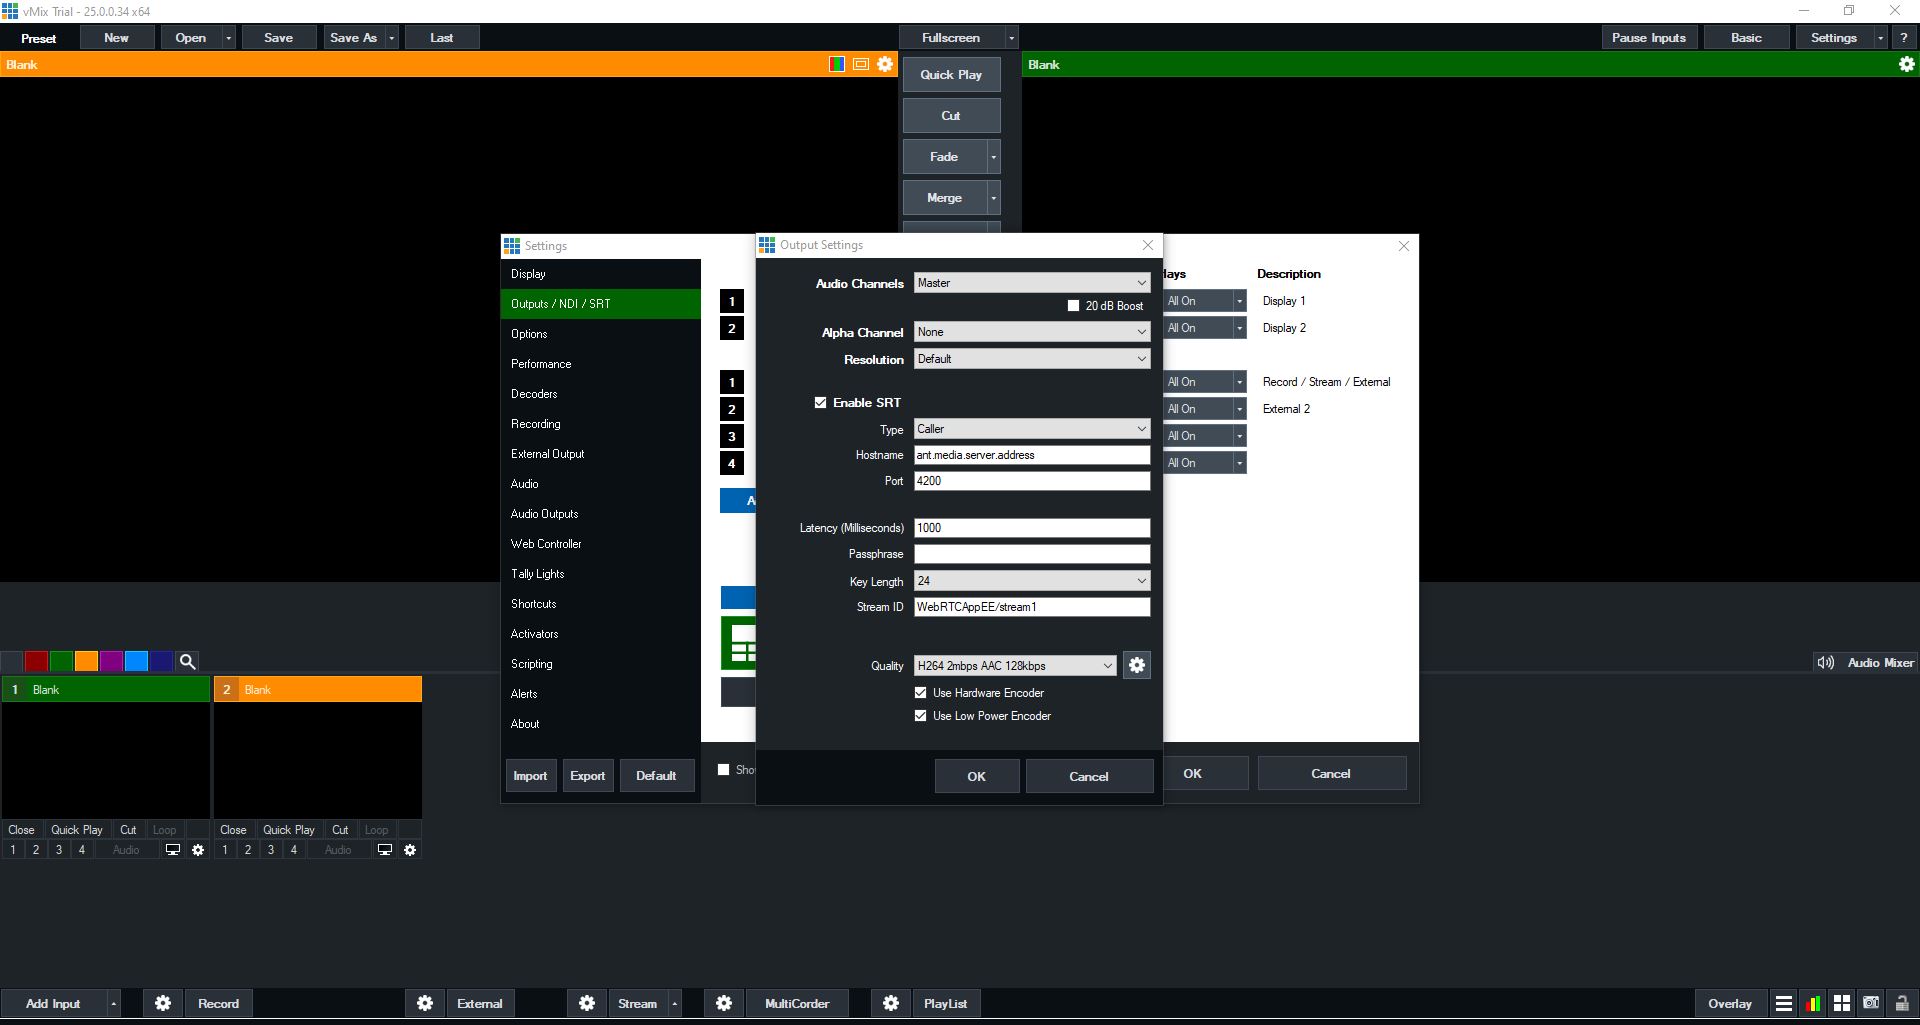 vMix Trial - 25.0.0.34 x64
Preset New Open Save Save As Last Fullscreen Pause Inputs Basic Settings ?
Blank
Blank
Quick Play
Cut
Fade
Merge
Settings
Display
Outputs / NDI / SRT
Options
Performance
Decoders
Recording
External Output
Audio
Audio Outputs
Web Controller
Tally Lights
Shortcuts
Activators
Scripting
Alerts
About
Import Export Default
1
2
1
2
3
4
Output Settings
Audio Channels Master
20 dB Boost
Alpha Channel None
Resolution Default
Enable SRT
Type Caller
Hostname ant.media.server.address
Port 4200
Latency (Milliseconds) 1000
Passphrase
Key Length 24
Stream ID WebRTCAppEE/stream1
Quality H264 2mbps AAC 128kbps
Use Hardware Encoder
Use Low Power Encoder
OK Cancel
Description
All On Display 1
All On Display 2
All On Record / Stream / External
All On External 2
All On
All On
OK Cancel
Audio Mixer
1 Blank
2 Blank
Close Quick Play Cut Loop
1 2 3 4 Audio
Close Quick Play Cut Loop
1 2 3 4 Audio
Add Input Record External Stream MultiCorder PlayList Overlay